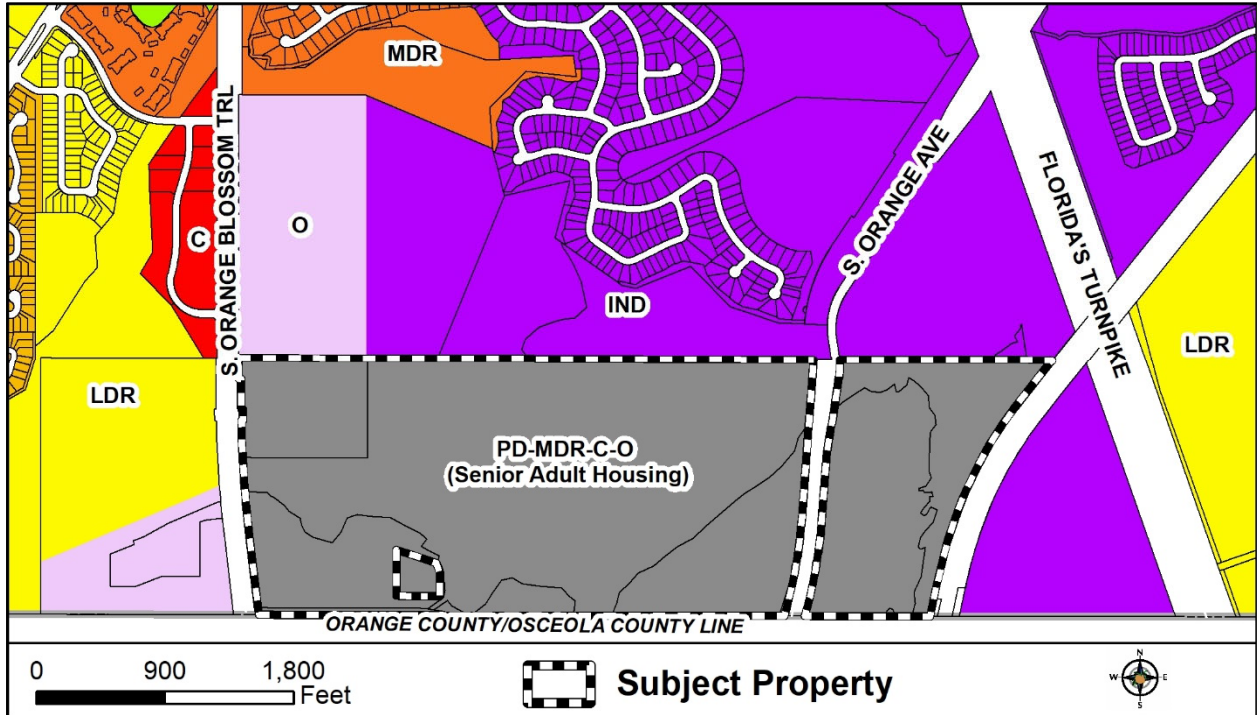 MDR
S. ORANGE BLOSSOM TRL
C
O
S. ORANGE AVE
FLORIDA'S TURNPIKE
IND
LDR
LDR
PD-MDR-C-O
(Senior Adult Housing)
ORANGE COUNTY/OSCEOLA COUNTY LINE
0 900 1,800
Feet
Subject Property
N
W E
S